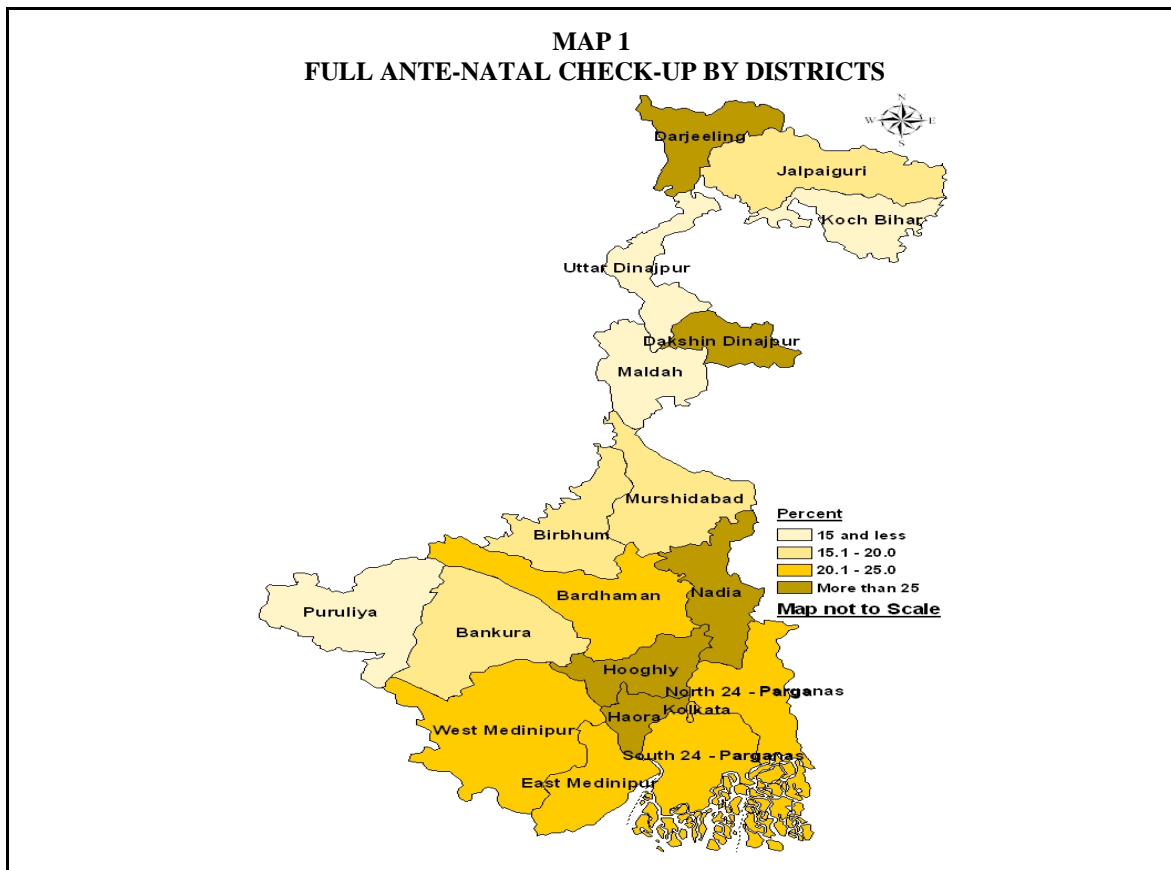 MAP 1
FULL ANTE-NATAL CHECK-UP BY DISTRICTS
N
W E
S
Darjeeling
Jalpaiguri
Koch Bihar
Uttar Dinajpur
Dakshin Dinajpur
Maldah
Murshidabad
Birbhum
Percent
15 and less
15.1 - 20.0
20.1 - 25.0
More than 25
Map not to Scale
Nadia
Bardhaman
Puruliya
Bankura
Hooghly
North 24 - Parganas
Kolkata
Haora
West Medinipur
South 24 - Parganas
East Medinipur